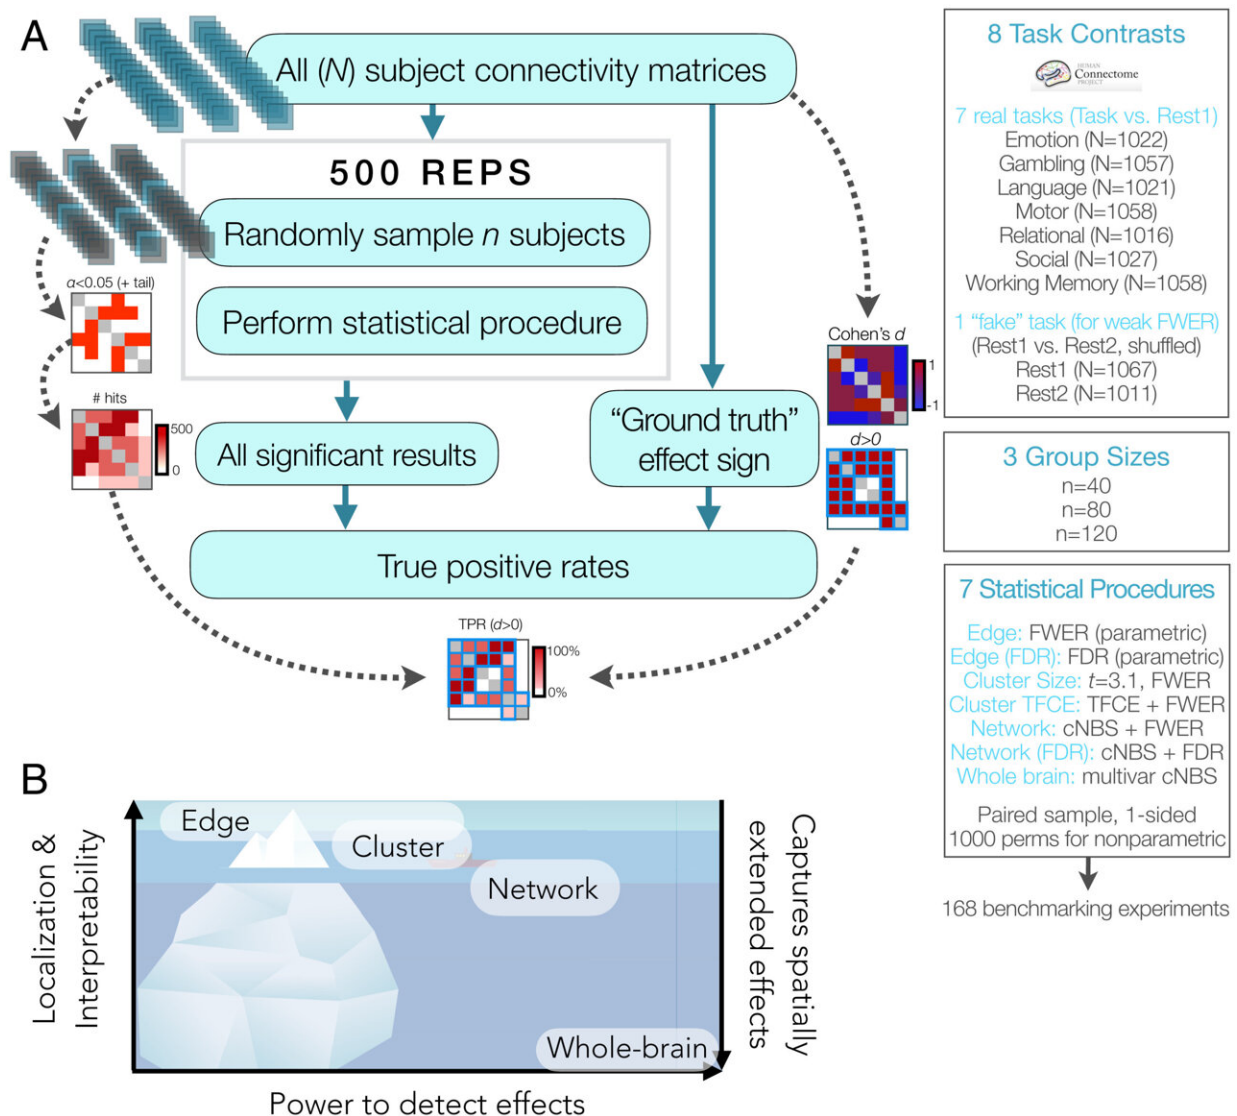 A
All (N) subject connectivity matrices
500 REPS
Randomly sample n subjects
Perform statistical procedure
α<0.05 (+ tail)
# hits
500
0
All significant results
"Ground truth"
effect sign
Cohen's d
1
-1
d>0
True positive rates
TPR (d>0)
100%
0%
8 Task Contrasts
HUMAN
Connectome
PROJECT
7 real tasks (Task vs. Rest1)
Emotion (N=1022)
Gambling (N=1057)
Language (N=1021)
Motor (N=1058)
Relational (N=1016)
Social (N=1027)
Working Memory (N=1058)
1 "fake" task (for weak FWER)
(Rest1 vs. Rest2, shuffled)
Rest1 (N=1067)
Rest2 (N=1011)
3 Group Sizes
n=40
n=80
n=120
7 Statistical Procedures
Edge: FWER (parametric)
Edge (FDR): FDR (parametric)
Cluster Size: t=3.1, FWER
Cluster TFCE: TFCE + FWER
Network: cNBS + FWER
Network (FDR): cNBS + FDR
Whole brain: multivar cNBS
Paired sample, 1-sided
1000 perms for nonparametric
168 benchmarking experiments
B
Localization &
Interpretability
Edge
Cluster
Network
Whole-brain
Captures spatially
extended effects
Power to detect effects